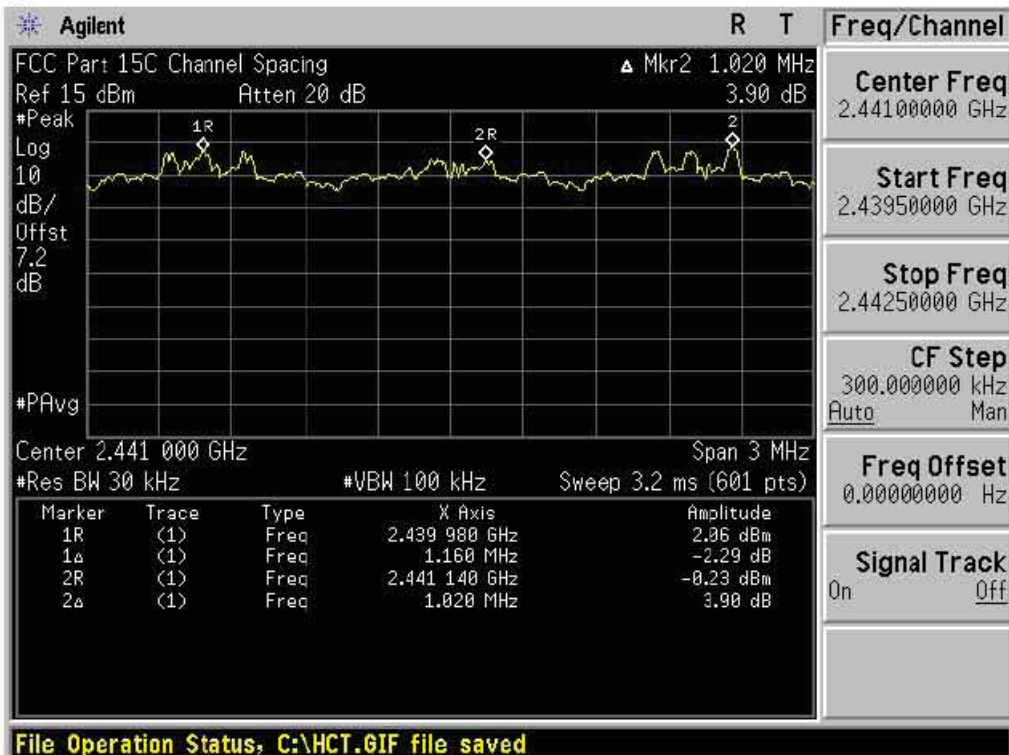 Agilent R T
FCC Part 15C Channel Spacing
Δ Mkr2 1.020 MHz
Ref 15 dBm Atten 20 dB 3.90 dB
#Peak
Log
10
dB/
Offst
7.2
dB
#PAvg
1R
2R
2
Center 2.441 000 GHz Span 3 MHz
#Res BW 30 kHz #VBW 100 kHz Sweep 3.2 ms (601 pts)
Marker Trace Type X Axis Amplitude
1R (1) Freq 2.439 980 GHz 2.06 dBm
1Δ (1) Freq 1.160 MHz -2.29 dB
2R (1) Freq 2.441 140 GHz -0.23 dBm
2Δ (1) Freq 1.020 MHz 3.90 dB
File Operation Status, C:\HCT.GIF file saved
Freq/Channel
Center Freq
2.44100000 GHz
Start Freq
2.43950000 GHz
Stop Freq
2.44250000 GHz
CF Step
300.000000 kHz
Auto Man
Freq Offset
0.00000000 Hz
Signal Track
On Off